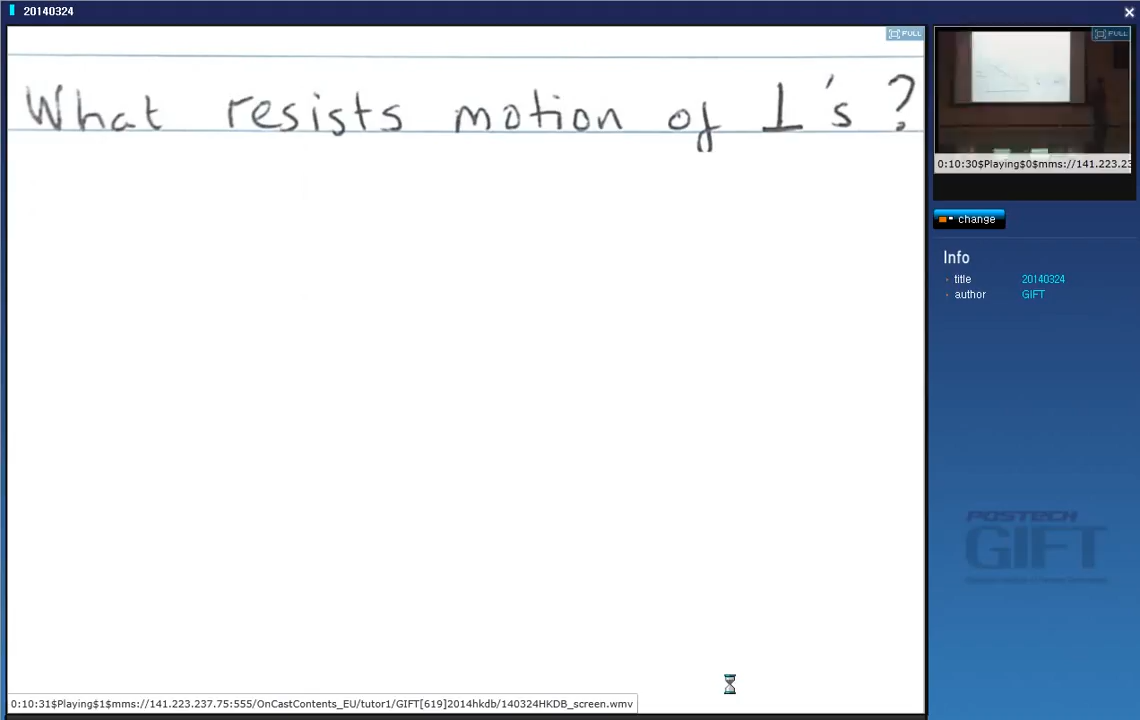 20140324
FULL
What resists motion of ⊥'s ?
FULL
0:10:30$Playing$0$mms://141.223.23
change
Info
title 20140324
author GIFT
POSTECH
GIFT
0:10:31$Playing$1$mms://141.223.237.75:555/OnCastContents_EU/tutor1/GIFT[619]2014hkdb/140324HKDB_screen.wmv